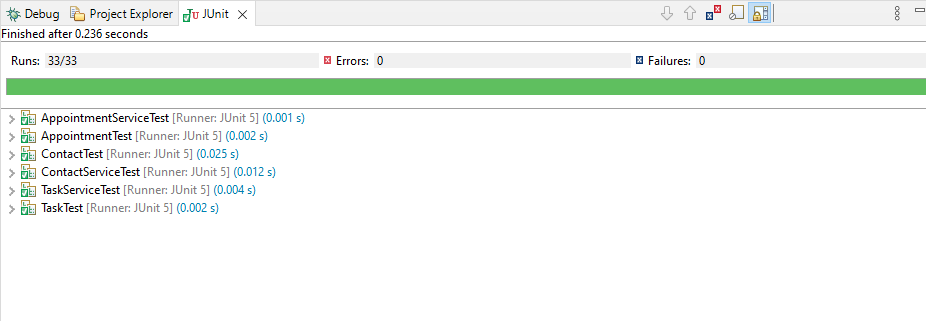 Debug Project Explorer JUnit
Finished after 0.236 seconds
Runs: 33/33 Errors: 0 Failures: 0
AppointmentServiceTest [Runner: JUnit 5] (0.001 s)
AppointmentTest [Runner: JUnit 5] (0.002 s)
ContactTest [Runner: JUnit 5] (0.025 s)
ContactServiceTest [Runner: JUnit 5] (0.012 s)
TaskServiceTest [Runner: JUnit 5] (0.004 s)
TaskTest [Runner: JUnit 5] (0.002 s)